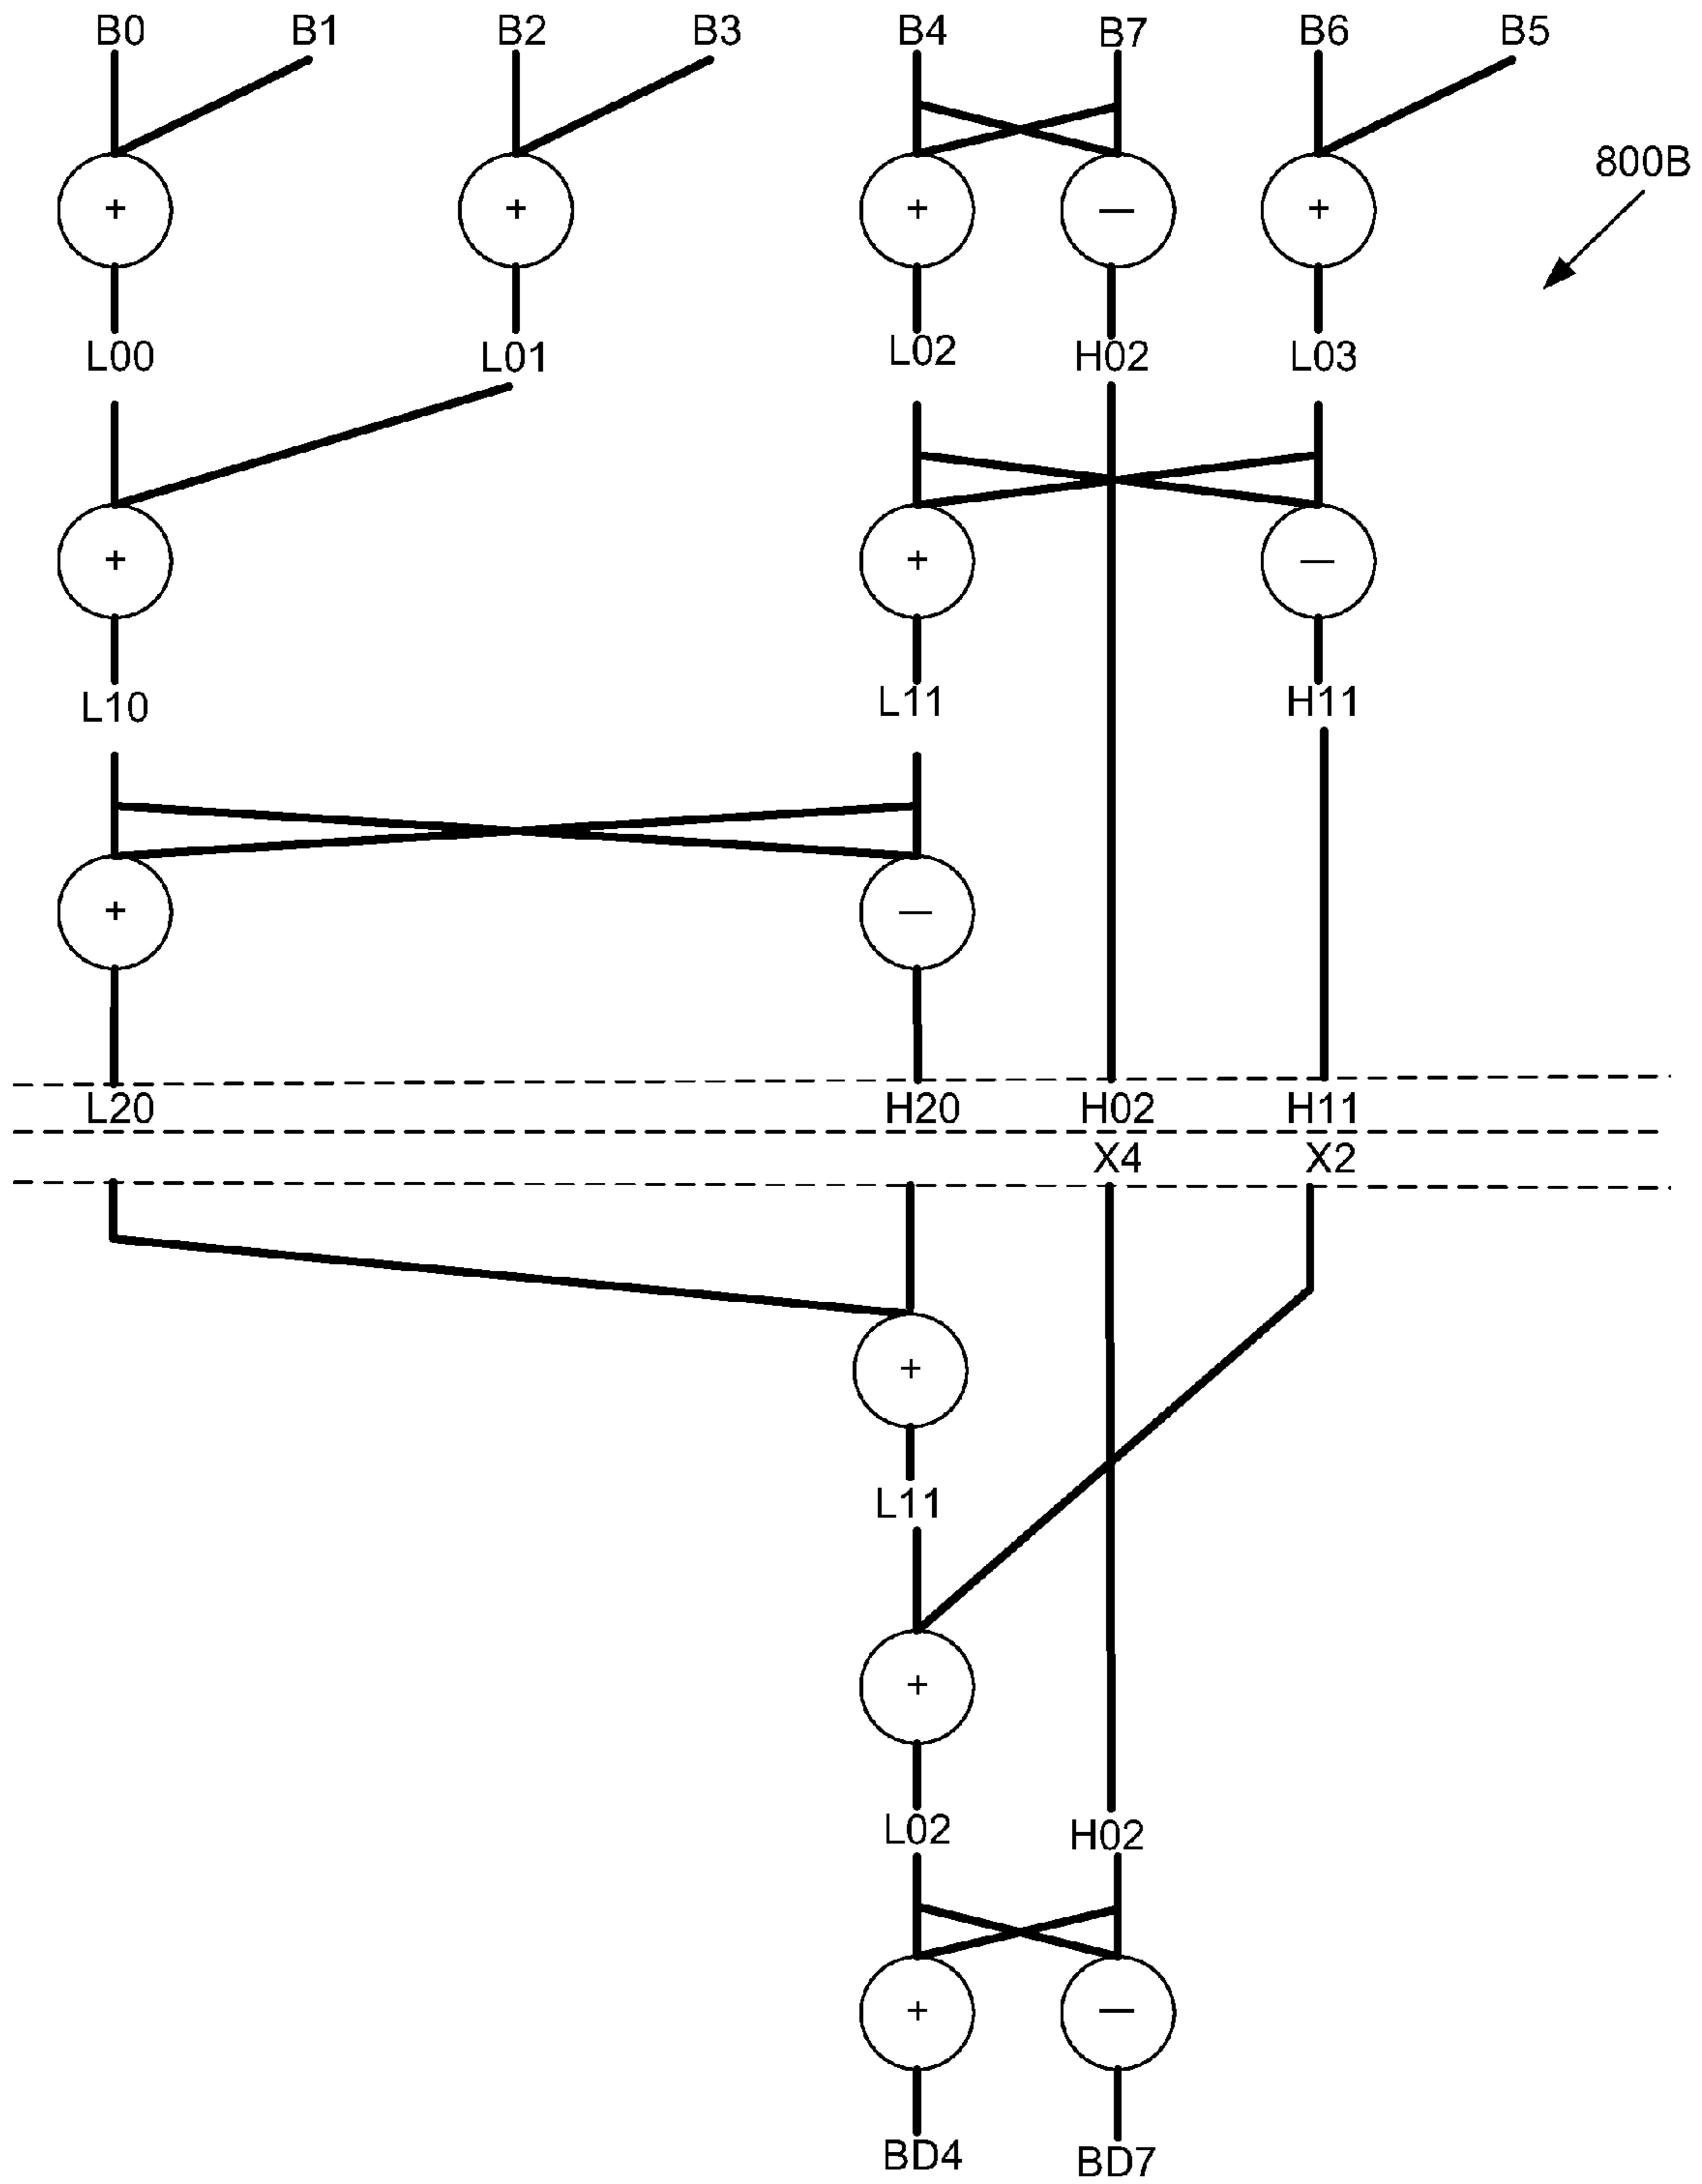 B0 B1 B2 B3 B4 B7 B6 B5
800B
+ + + — +
L00 L01 L02 H02 L03
+ + —
L10 L11 H11
+ —
L20 H20 H02 H11
X4 X2
+
L11
+
L02 H02
+ —
BD4 BD7